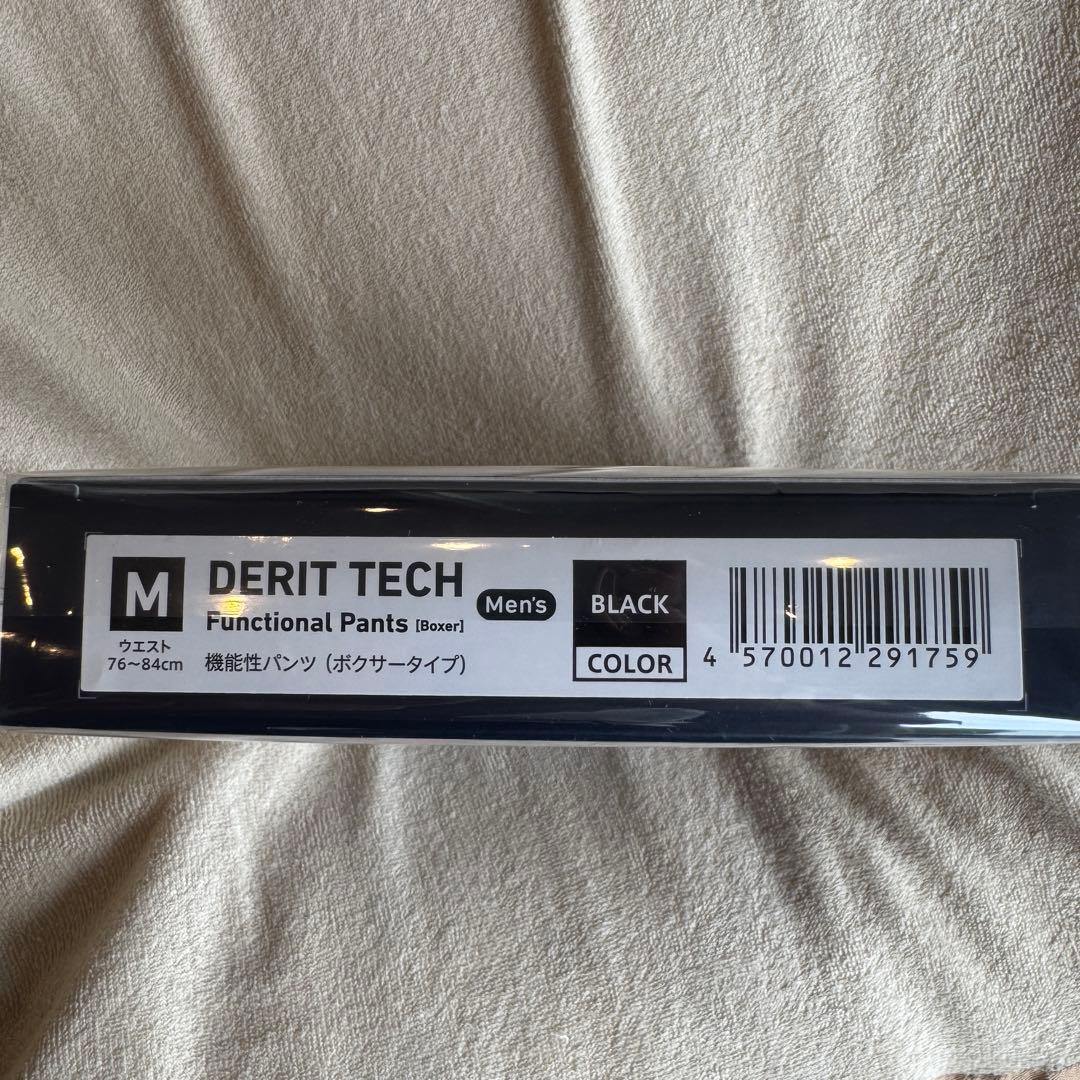 M
ウエスト
76〜84cm
DERIT TECH
Functional Pants [Boxer]
Men's
機能性パンツ (ボクサータイプ)
BLACK
COLOR
4 570012 291759